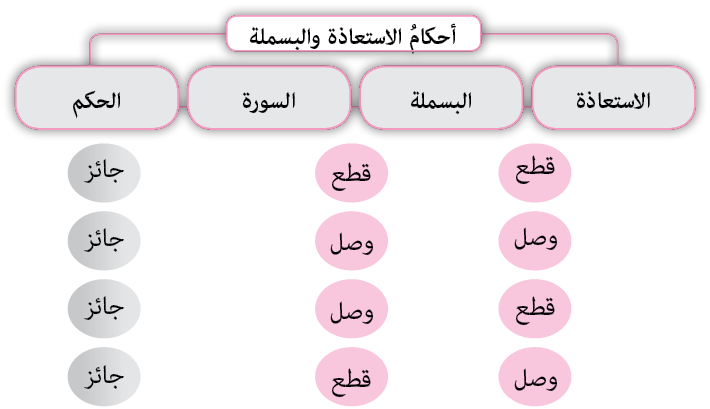 أحكامُ الاستعاذة والبسملة
الاستعاذة البسملة السورة الحكم
قطع قطع جائز
وصل وصل جائز
قطع وصل جائز
وصل قطع جائز